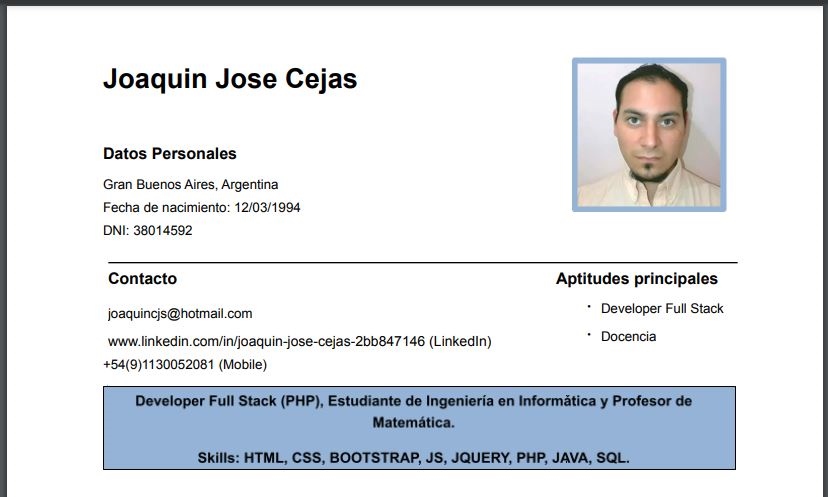 Joaquin Jose Cejas
Datos Personales
Gran Buenos Aires, Argentina
Fecha de nacimiento: 12/03/1994
DNI: 38014592
Contacto
joaquincjs@hotmail.com
www.linkedin.com/in/joaquin-jose-cejas-2bb847146 (LinkedIn)
+54(9)1130052081 (Mobile)
Aptitudes principales
• Developer Full Stack
• Docencia
Developer Full Stack (PHP), Estudiante de Ingeniería en Informática y Profesor de
Matemática.
Skills: HTML, CSS, BOOTSTRAP, JS, JQUERY, PHP, JAVA, SQL.